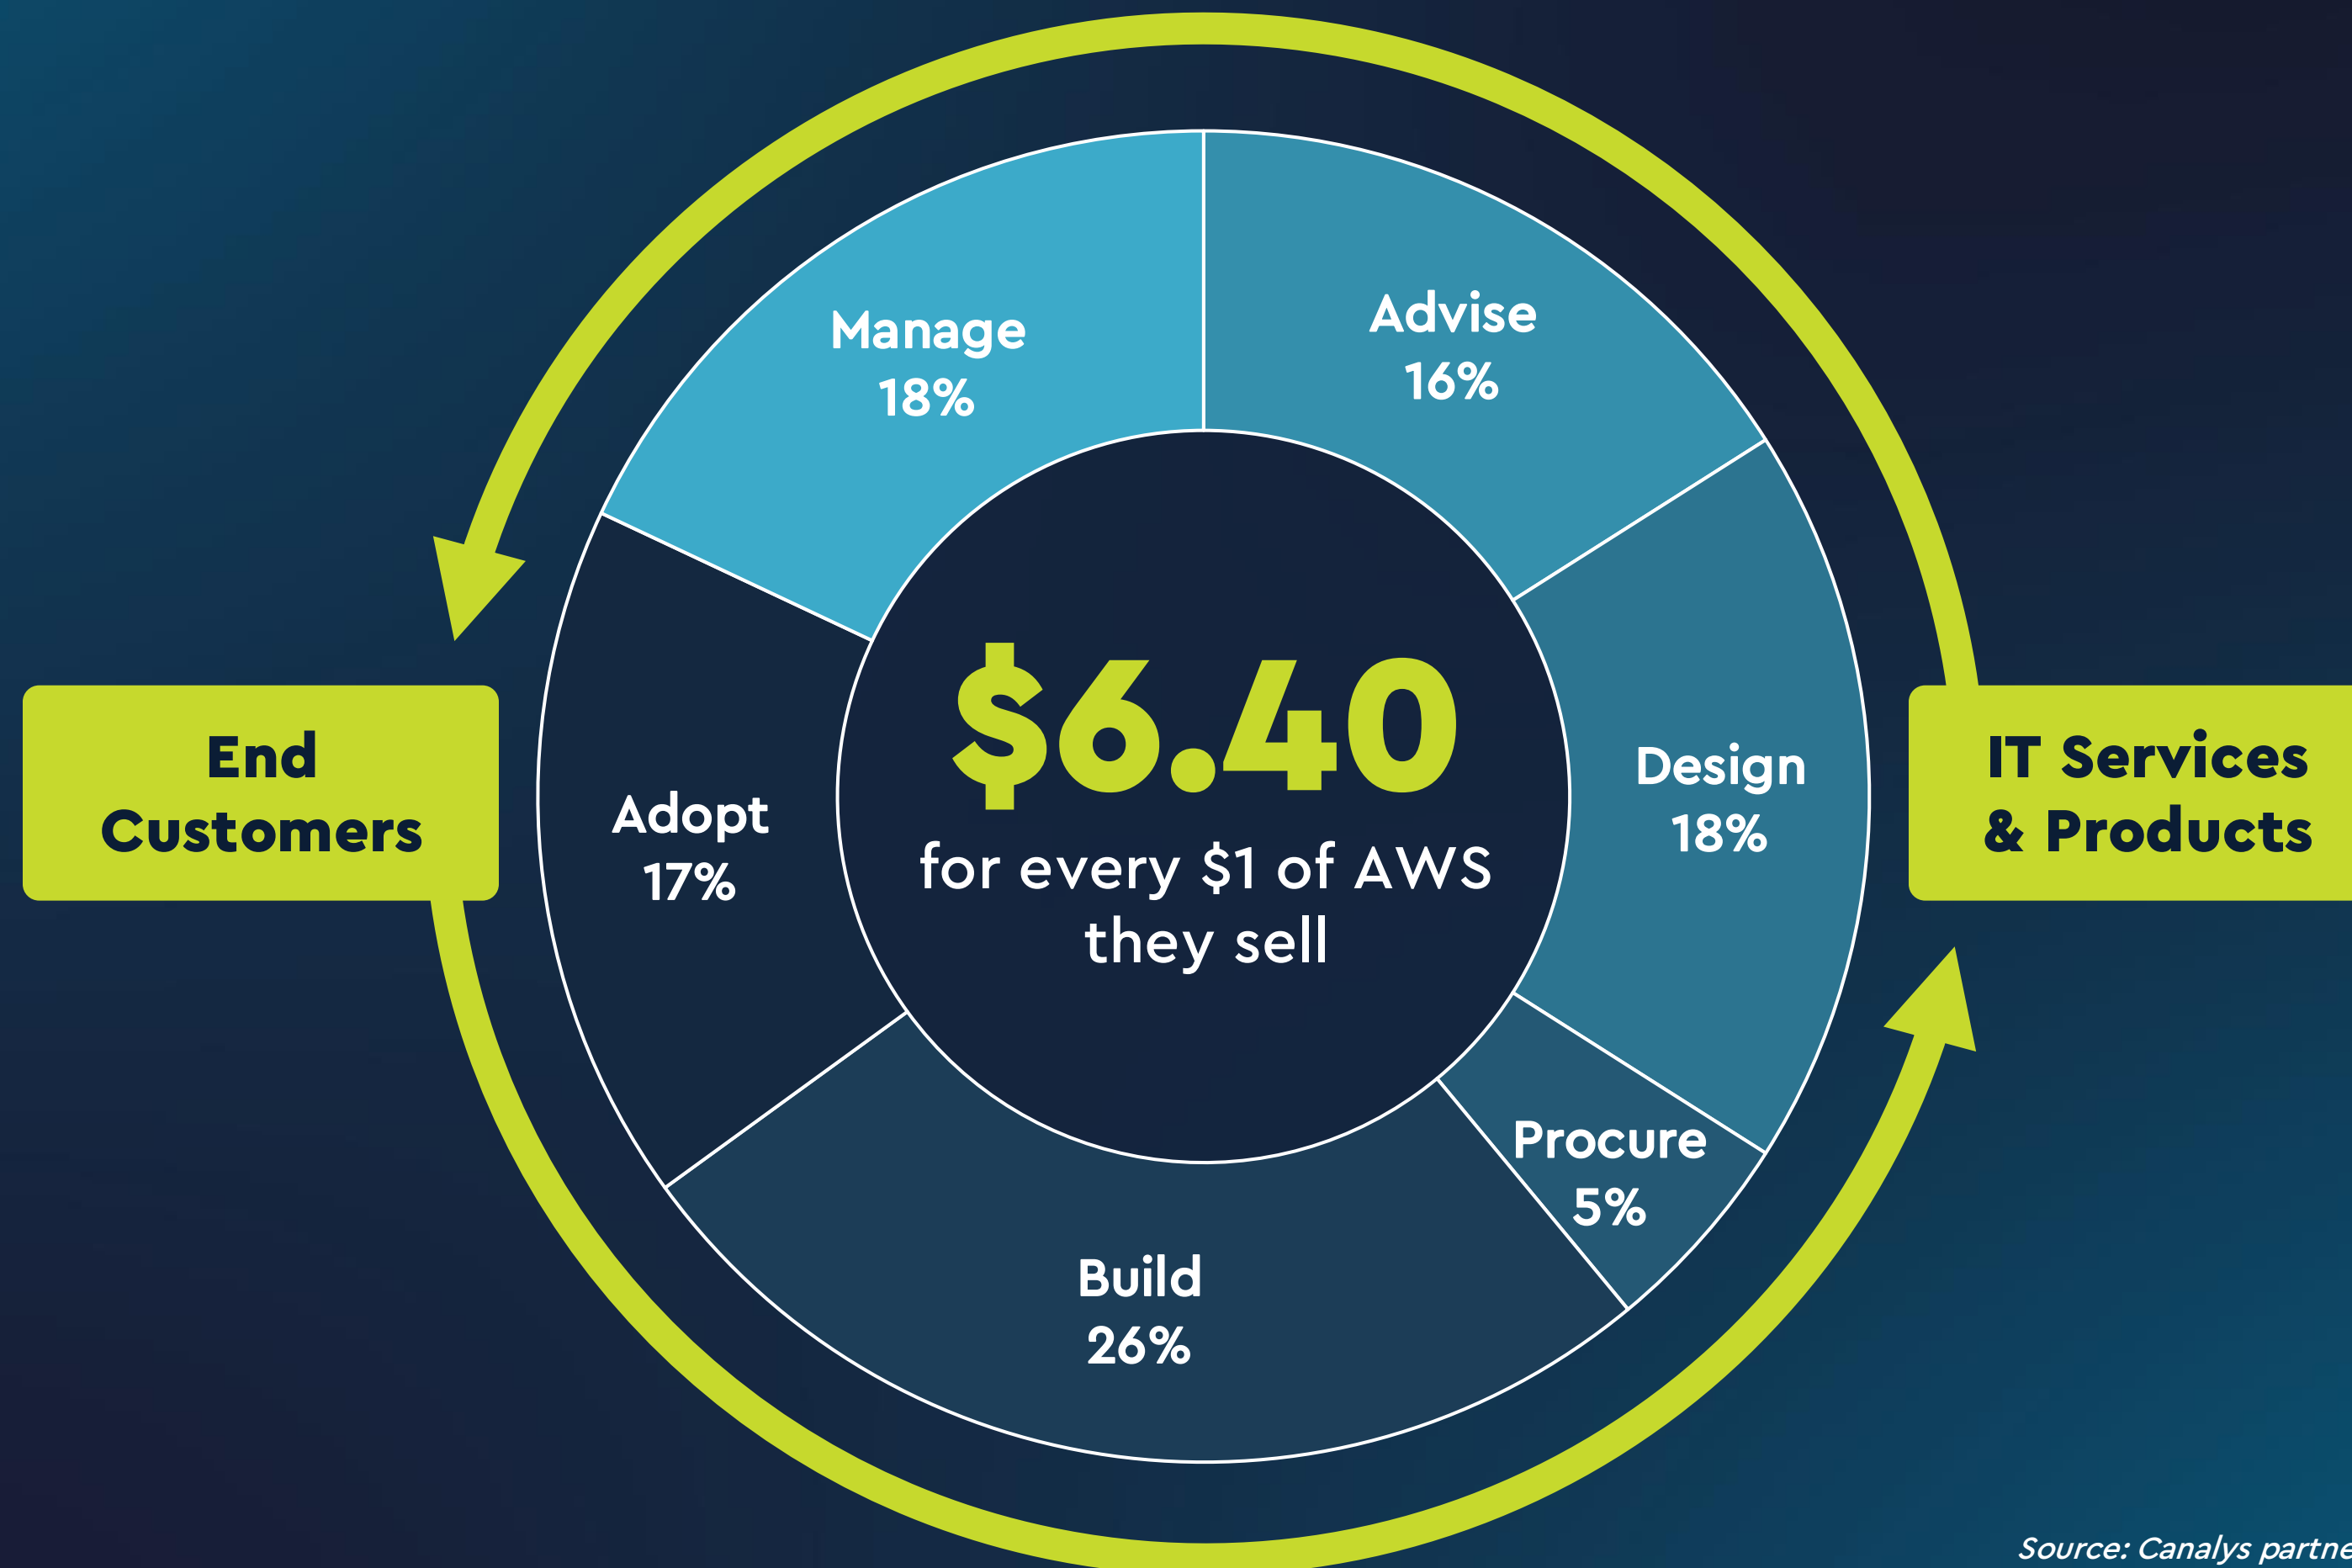 Manage
18%
Advise
16%
End
Customers
Adopt
17%
$6.40
for every $1 of AWS
they sell
Design
18%
IT Services
& Products
Procure
5%
Build
26%
Source: Canalys